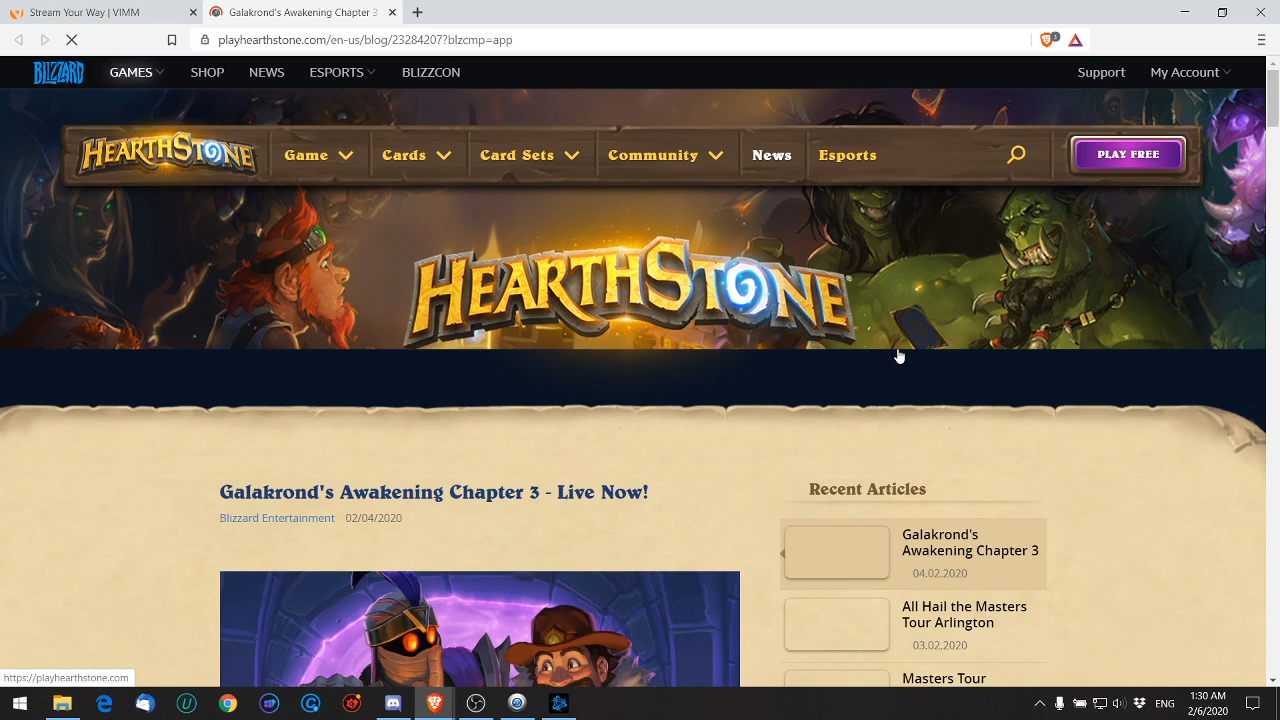 Stream Your Way | VIMM
Galakrond's Awakening Chapter 3
playhearthstone.com/en-us/blog/23284207?blzcmp=app
3
BLIZZARD
GAMES
SHOP
NEWS
ESPORTS
BLIZZCON
Support
My Account
HEARTHSTONE
Game
Cards
Card Sets
Community
News
Esports
PLAY FREE
HEARTHSTONE
Galakrond's Awakening Chapter 3 - Live Now!
Blizzard Entertainment 02/04/2020
Recent Articles
Galakrond's
Awakening Chapter 3
04.02.2020
All Hail the Masters
Tour Arlington
03.02.2020
Masters Tour
https://playhearthstone.com
ENG
1:30 AM
2/6/2020